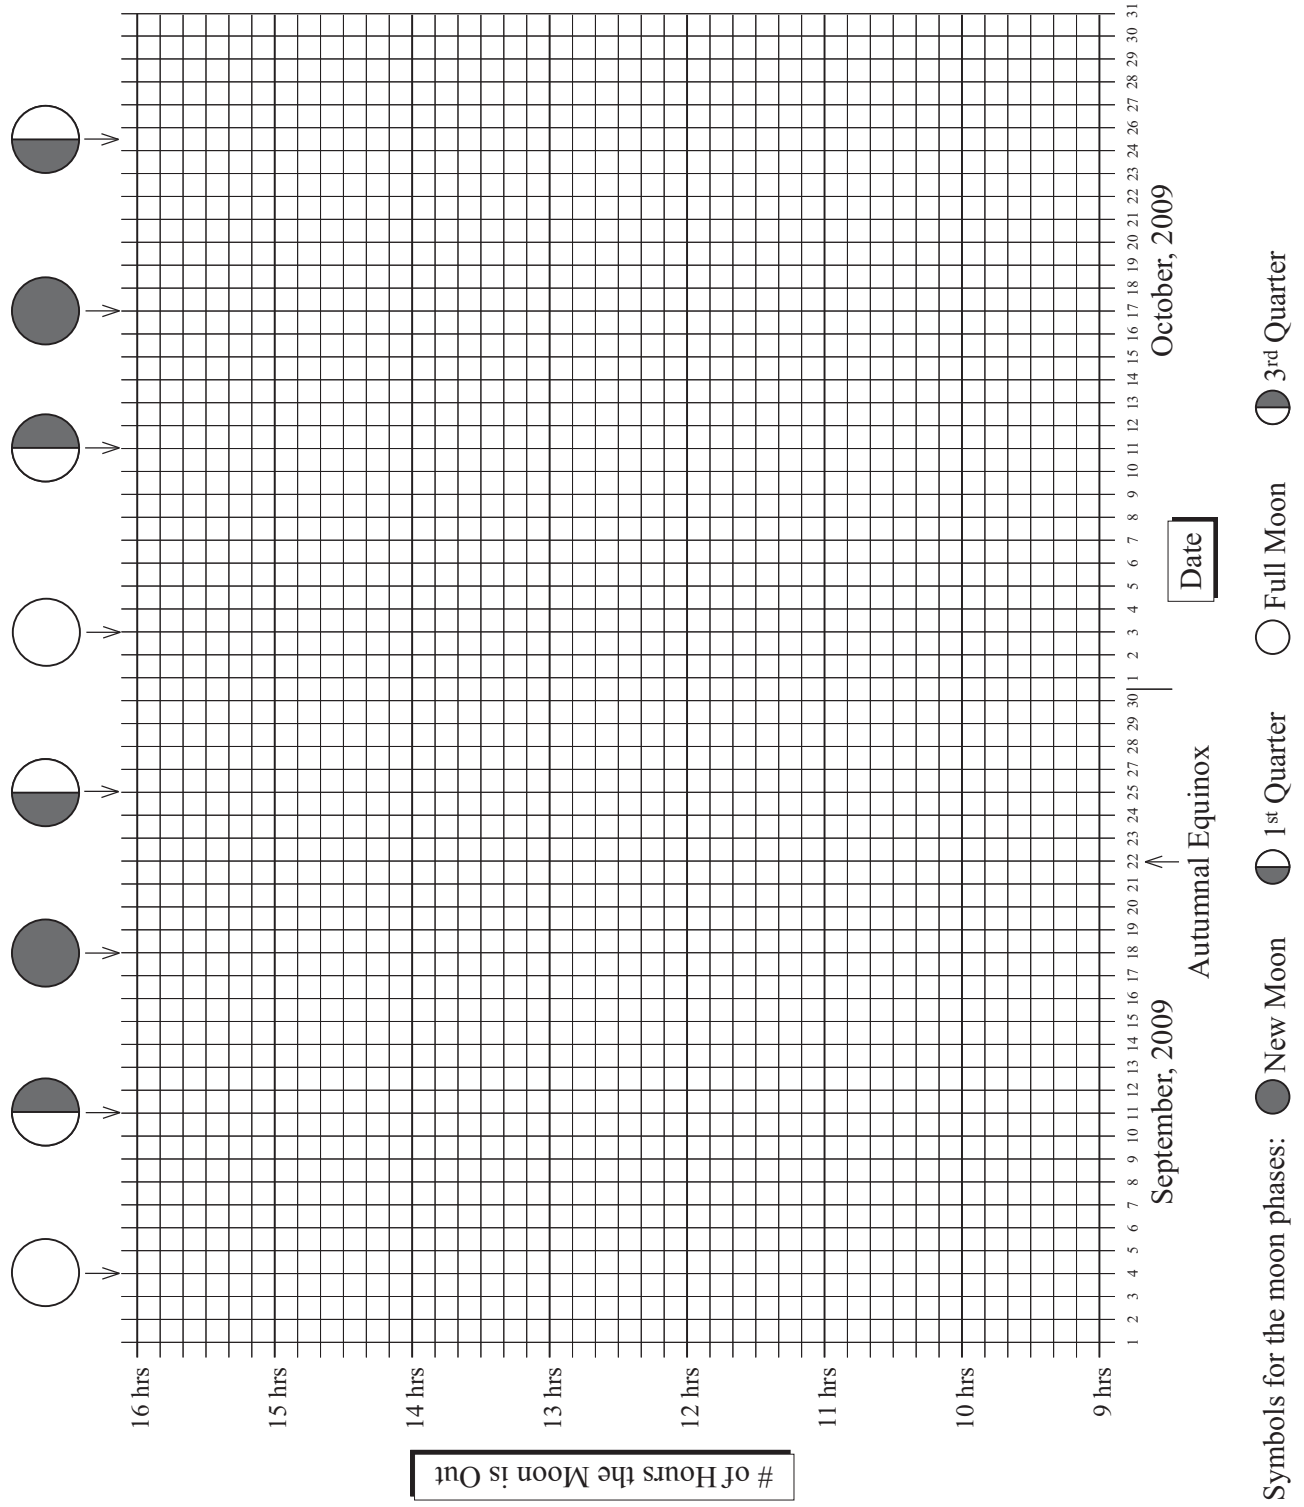 # of Hours the Moon is Out
16 hrs
15 hrs
14 hrs
13 hrs
12 hrs
11 hrs
10 hrs
9 hrs
1 2 3 4 5 6 7 8 9 10 11 12 13 14 15 16 17 18 19 20 21 22 23 24 25 27 28 29 30 1 2 3 4 5 6 7 8 9 10 11 12 13 14 15 16 17 18 19 20 21 22 23 24 26 27 28 29 30 31
September, 2009 October, 2009
Autumnal Equinox
Date
Symbols for the moon phases: New Moon 1st Quarter Full Moon 3rd Quarter